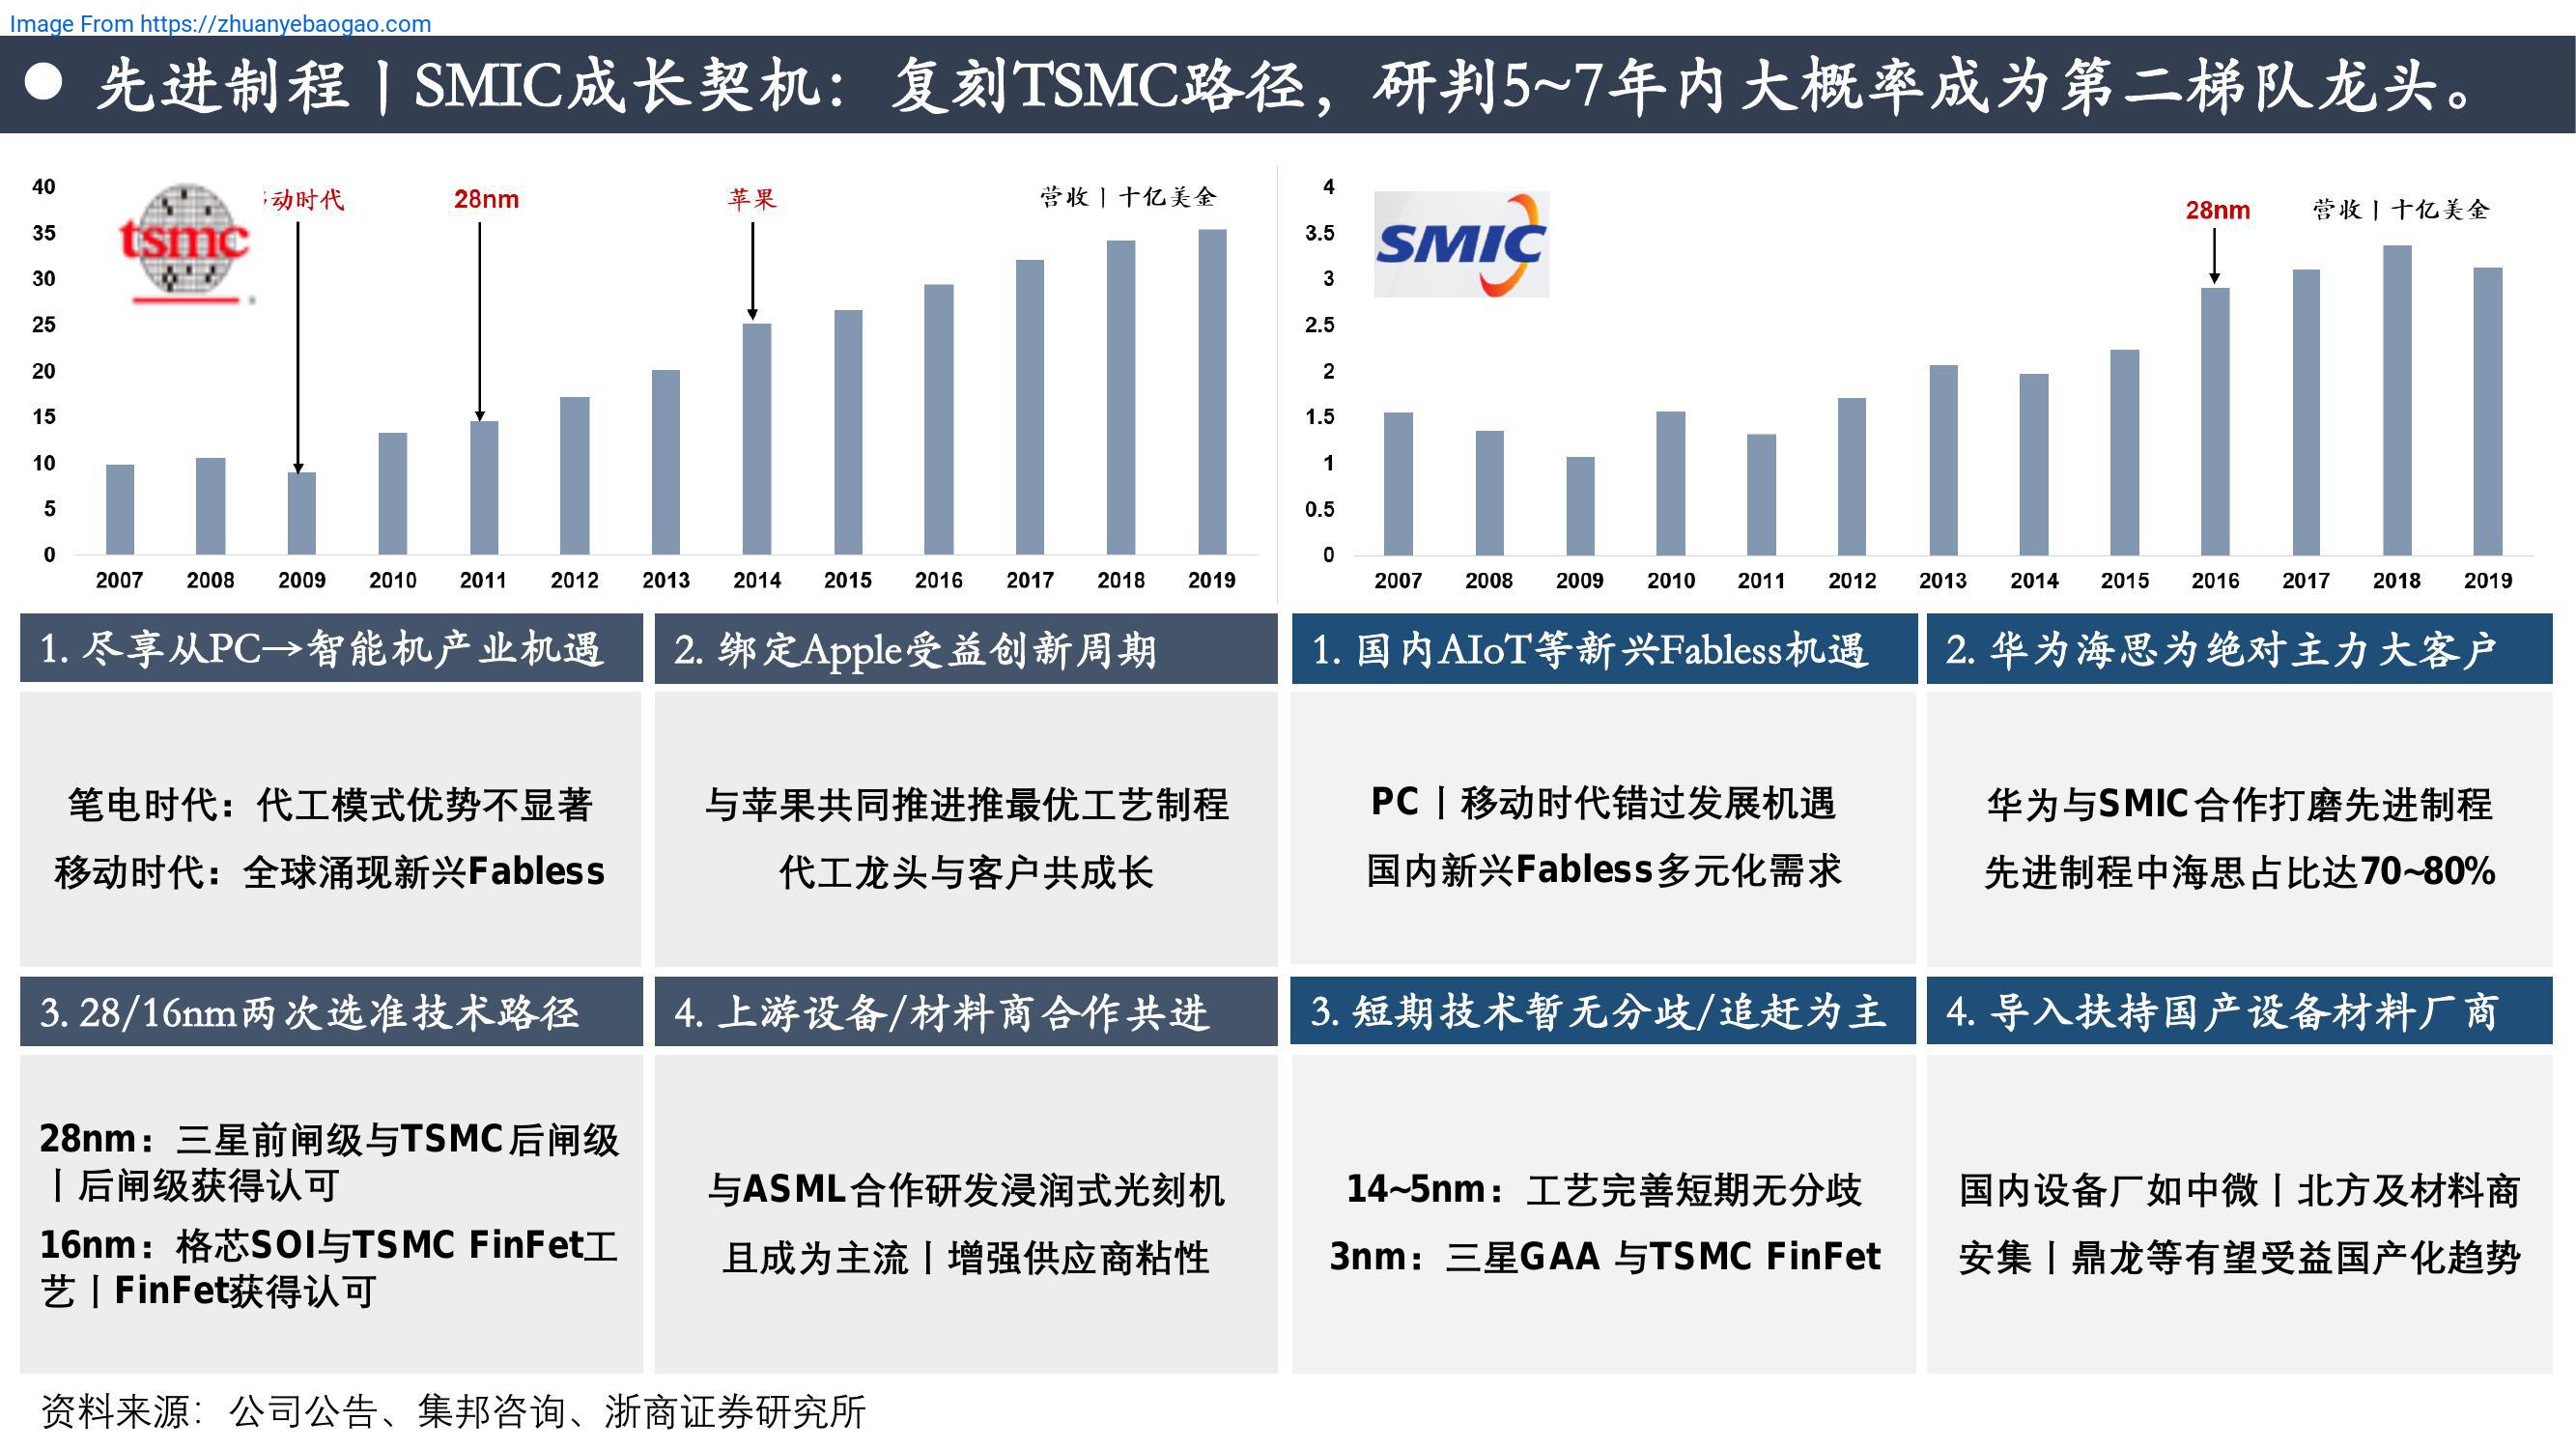 Image From https://zhuanyebaogao.com
先进制程丨SMIC成长契机：复刻TSMC路径，研判5~7年内大概率成为第二梯队龙头。
40
35
30
25
20
15
10
5
0
tsmc
动时代
28nm
苹果
营收丨十亿美金
2007 2008 2009 2010 2011 2012 2013 2014 2015 2016 2017 2018 2019
4
3.5
3
2.5
2
1.5
1
0.5
0
SMIC
28nm
营收丨十亿美金
2007 2008 2009 2010 2011 2012 2013 2014 2015 2016 2017 2018 2019
1. 尽享从PC→智能机产业机遇
笔电时代：代工模式优势不显著
移动时代：全球涌现新兴Fabless
2. 绑定Apple受益创新周期
与苹果共同推进推最优工艺制程
代工龙头与客户共成长
1. 国内AIoT等新兴Fabless机遇
PC丨移动时代错过发展机遇
国内新兴Fabless多元化需求
2. 华为海思为绝对主力大客户
华为与SMIC合作打磨先进制程
先进制程中海思占比达70~80%
3. 28/16nm两次选准技术路径
28nm：三星前闸级与TSMC后闸级
丨后闸级获得认可
16nm：格芯SOI与TSMC FinFet工
艺丨FinFet获得认可
4. 上游设备/材料商合作共进
与ASML合作研发浸润式光刻机
且成为主流丨增强供应商粘性
3. 短期技术暂无分歧/追赶为主
14~5nm：工艺完善短期无分歧
3nm：三星GAA 与TSMC FinFet
4. 导入扶持国产设备材料厂商
国内设备厂如中微丨北方及材料商
安集丨鼎龙等有望受益国产化趋势
资料来源：公司公告、集邦咨询、浙商证券研究所